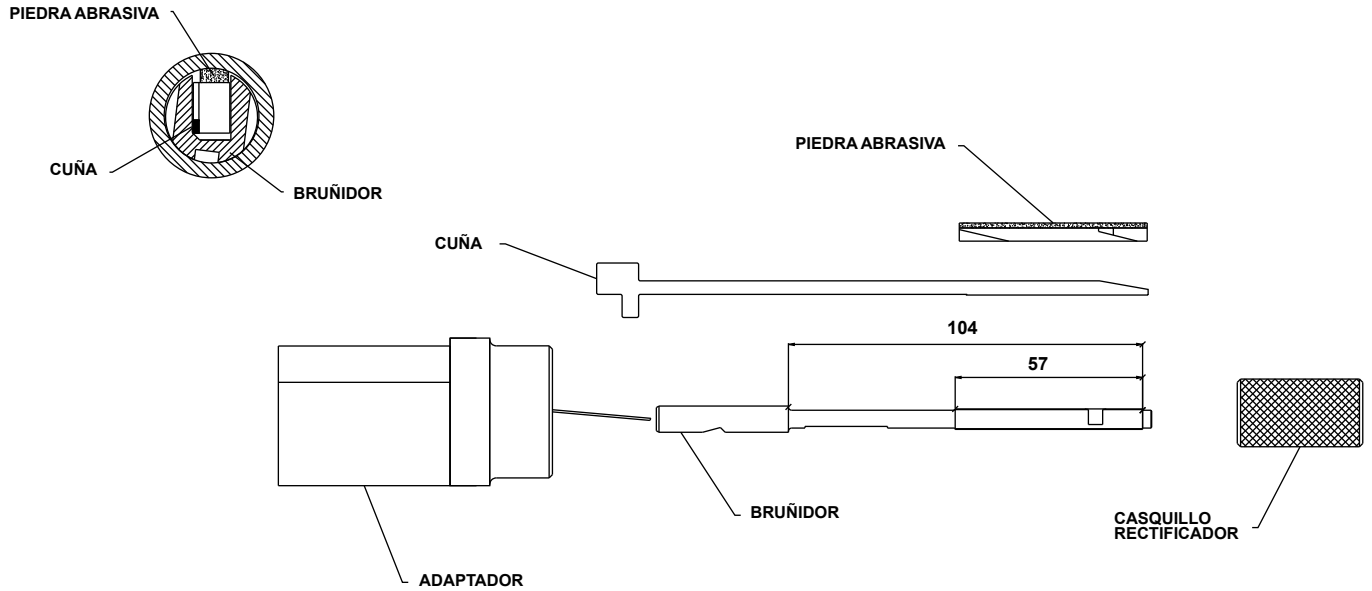 PIEDRA ABRASIVA
CUÑA
BRUÑIDOR
PIEDRA ABRASIVA
CUÑA
104
57
BRUÑIDOR
CASQUILLO
RECTIFICADOR
ADAPTADOR